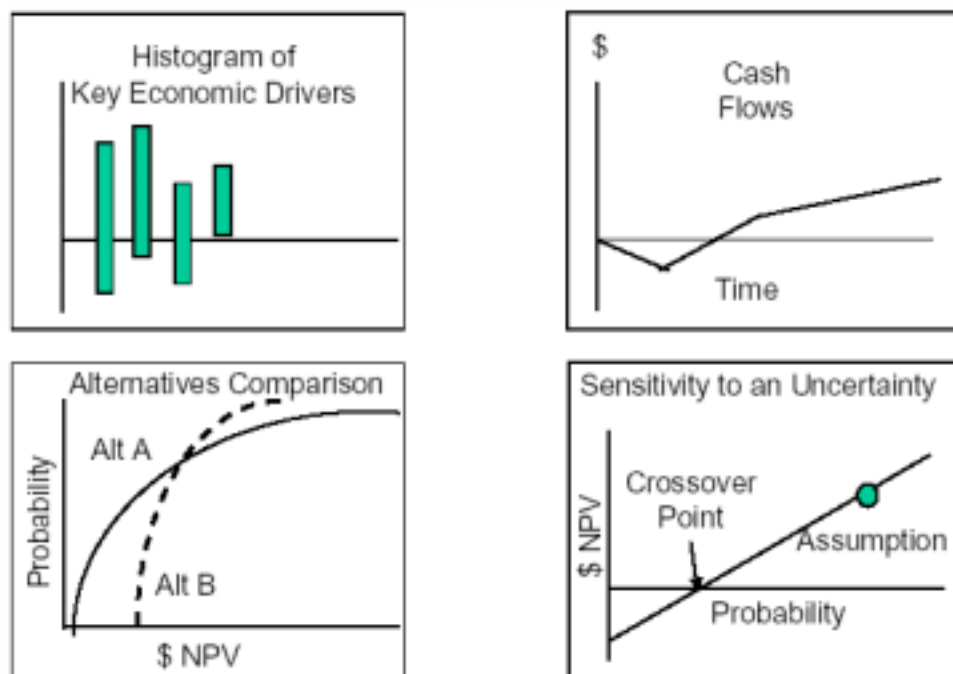 Histogram of
Key Economic Drivers
$
Cash
Flows
Time
Alternatives Comparison
Alt A
Alt B
Probability
$ NPV
Sensitivity to an Uncertainty
Crossover
Point
Assumption
$ NPV
Probability